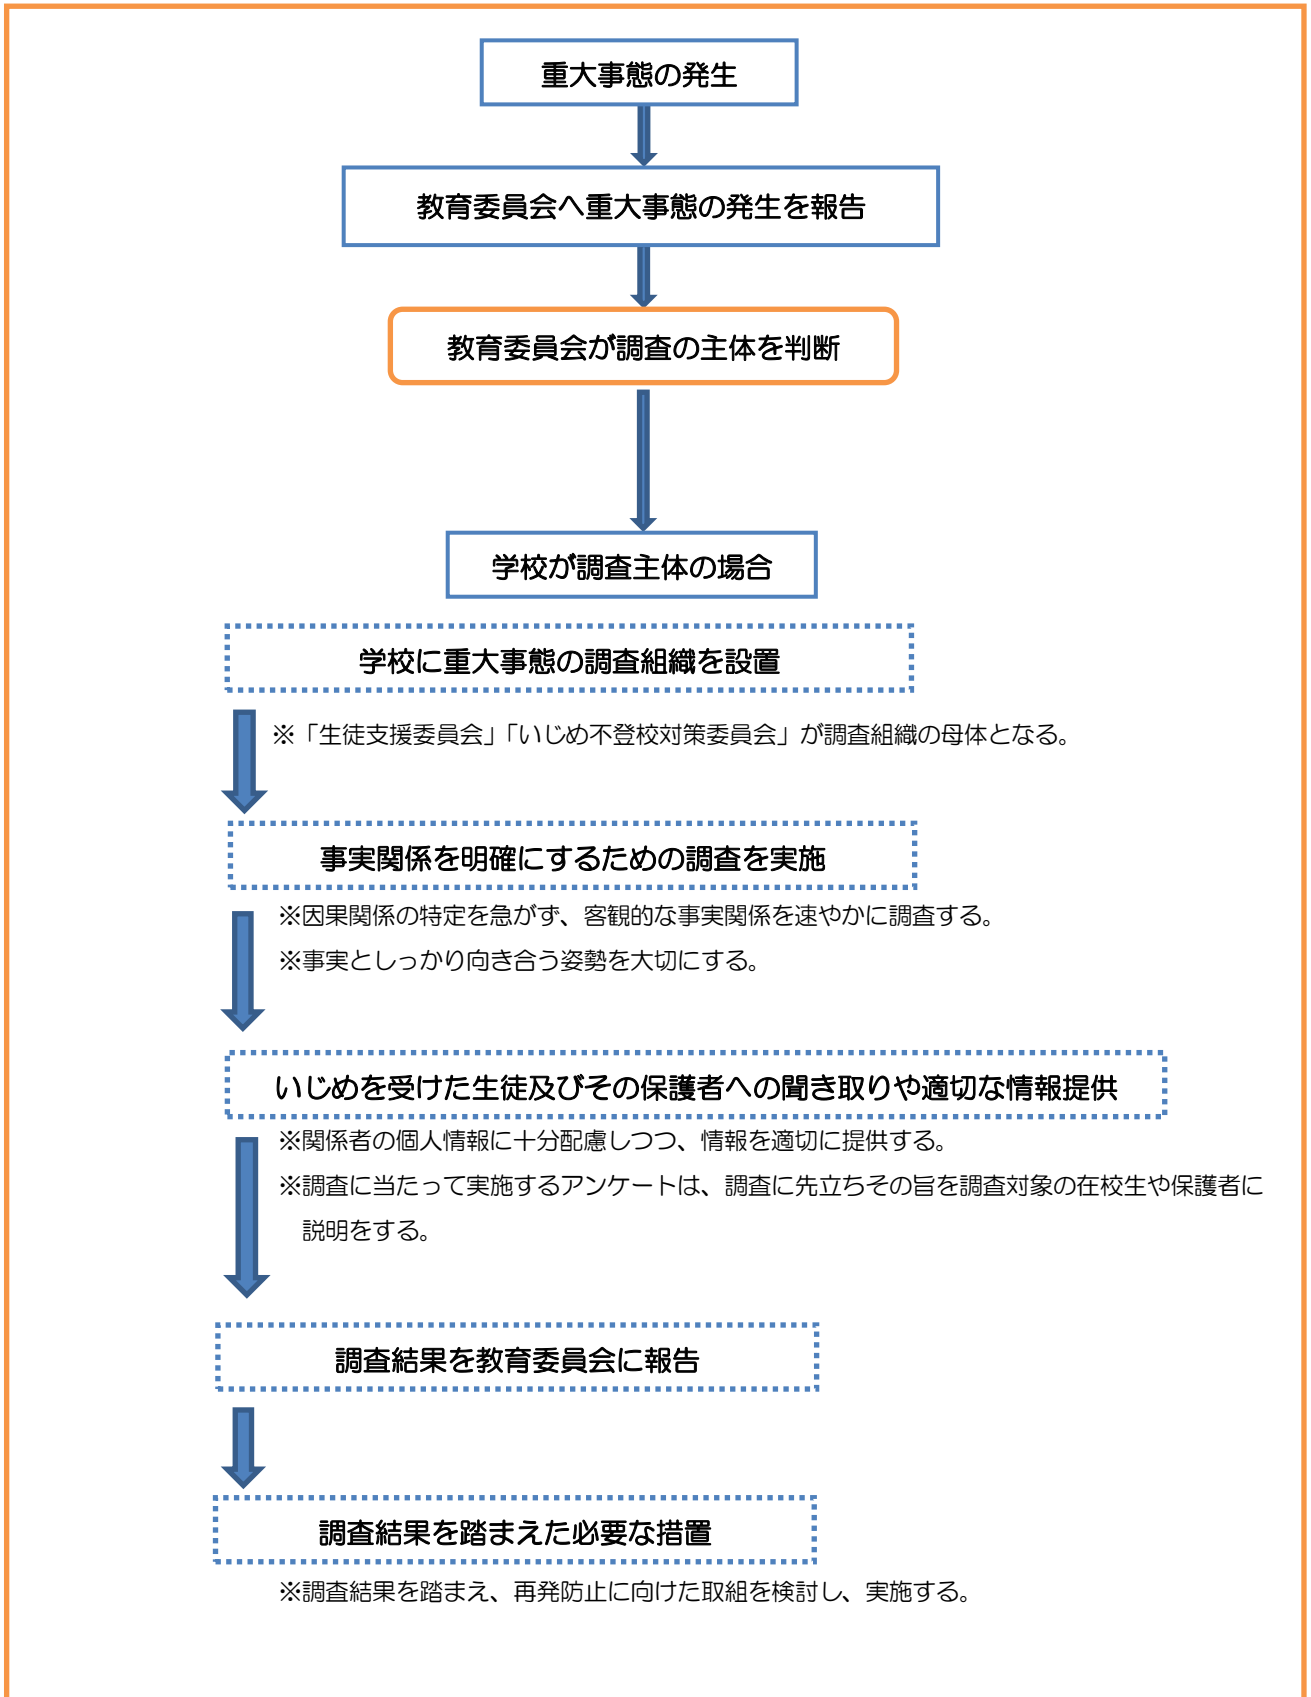 重大事態の発生
教育委員会へ重大事態の発生を報告
教育委員会が調査の主体を判断
学校が調査主体の場合
学校に重大事態の調査組織を設置
※「生徒支援委員会」「いじめ不登校対策委員会」が調査組織の母体となる。
事実関係を明確にするための調査を実施
※因果関係の特定を急がず、客観的な事実関係を速やかに調査する。
※事実としっかり向き合う姿勢を大切にする。
いじめを受けた生徒及びその保護者への聞き取りや適切な情報提供
※関係者の個人情報に十分配慮しつつ、情報を適切に提供する。
※調査に当たって実施するアンケートは、調査に先立ちその旨を調査対象の在校生や保護者に
説明をする。
調査結果を教育委員会に報告
調査結果を踏まえた必要な措置
※調査結果を踏まえ、再発防止に向けた取組を検討し、実施する。